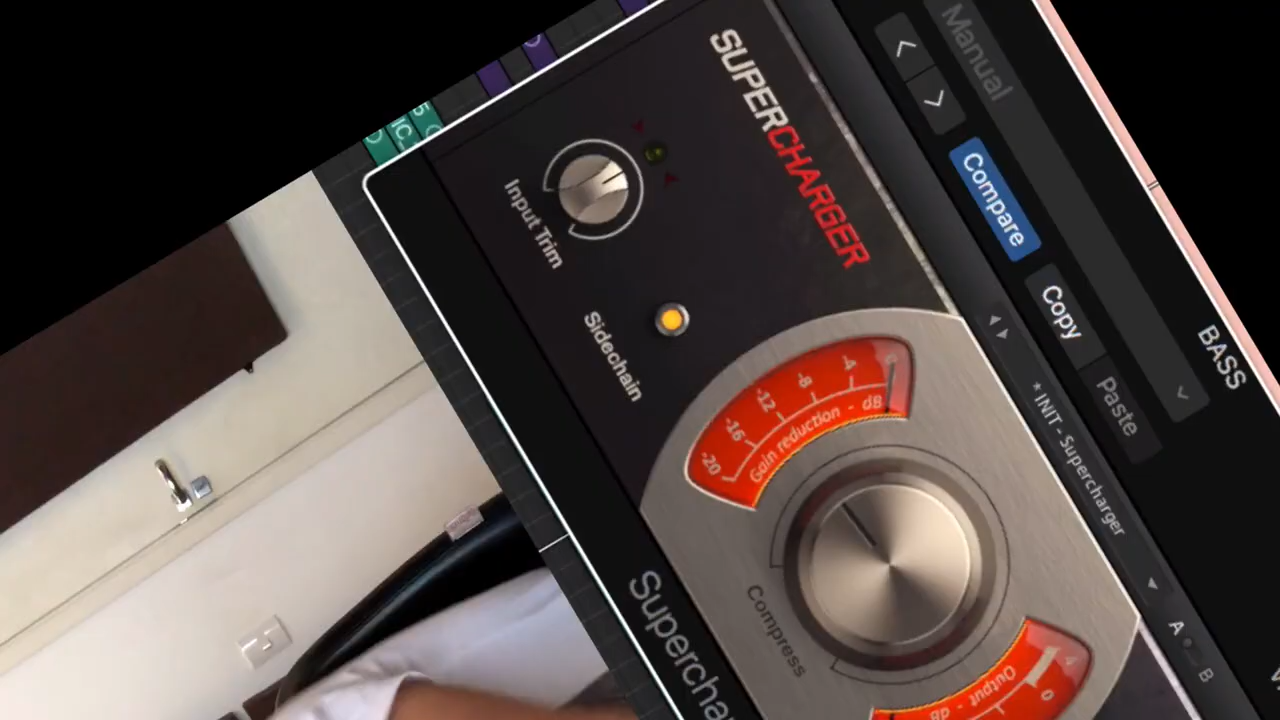 BASS
Manual
Compare
Copy
Paste
*INIT - Supercharger
A
B
SUPERCHARGER
Input Trim
Sidechain
-20
-16
-12
-8
-4
0
Gain reduction - dB
Compress
Output - dB
0
Supercha